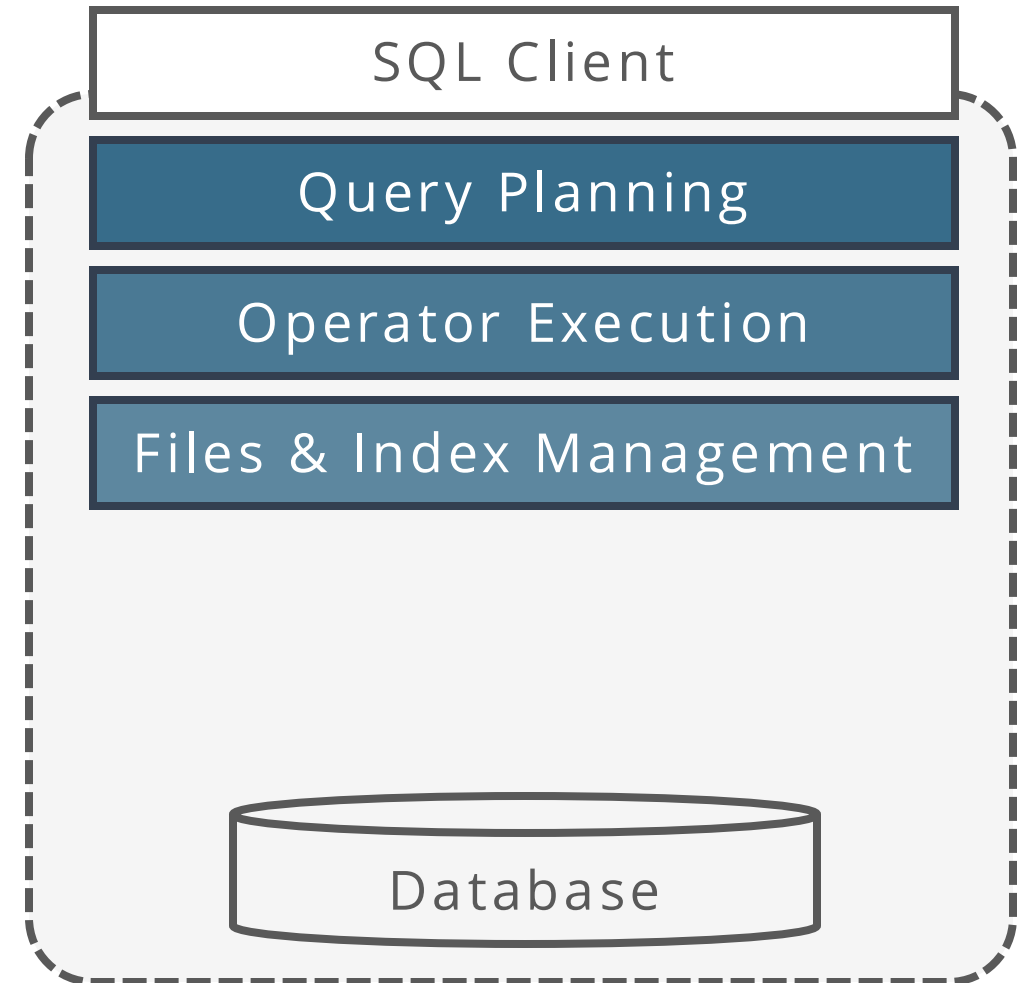 SQL Client
Query Planning
Operator Execution
Files & Index Management
Database